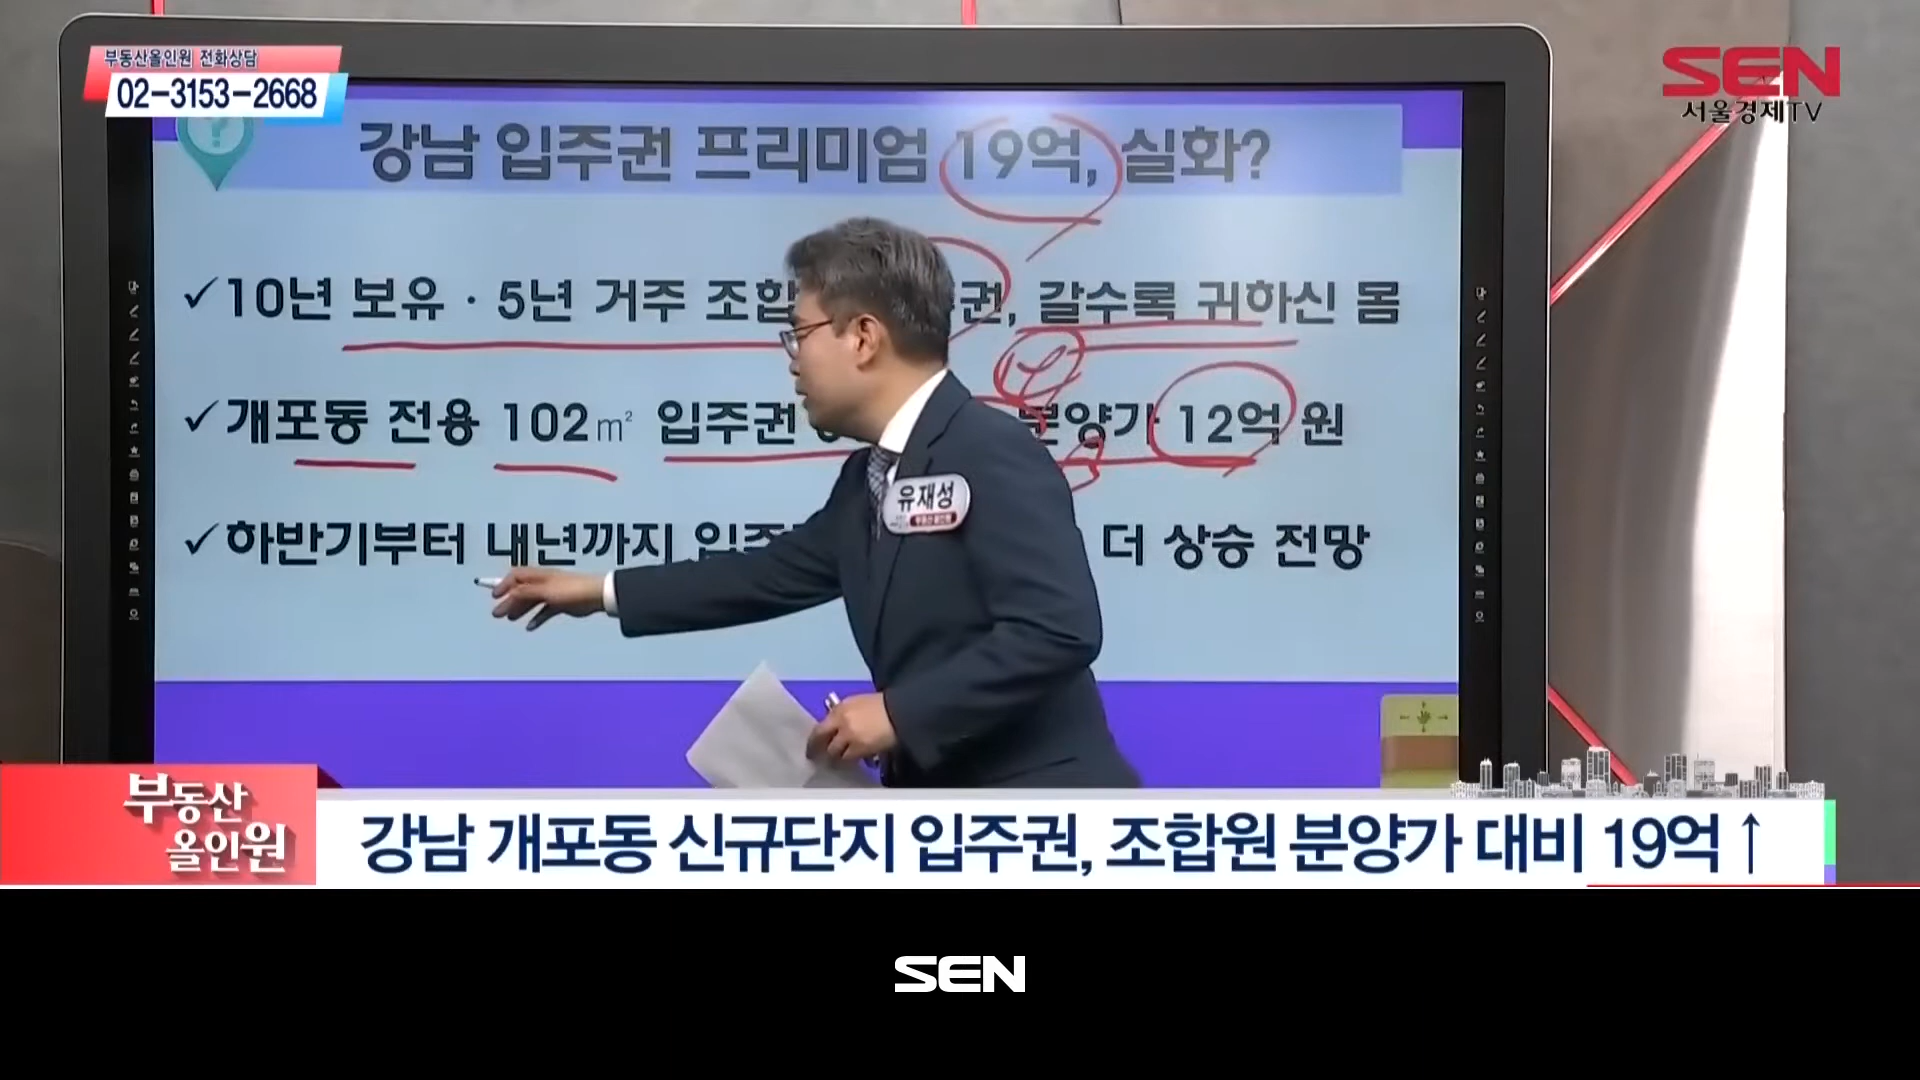 부동산올인원 전화상담
02-3153-2668
SEN
서울경제TV
강남 입주권 프리미엄 19억, 실화?
✓10년 보유 · 5년 거주 조합 권, 갈수록 귀하신 몸
✓개포동 전용 102㎡ 입주권 분양가 12억 원
✓하반기부터 내년까지 입주 더 상승 전망
유재성
부동산
올인원
강남 개포동 신규단지 입주권, 조합원 분양가 대비 19억↑
SEN